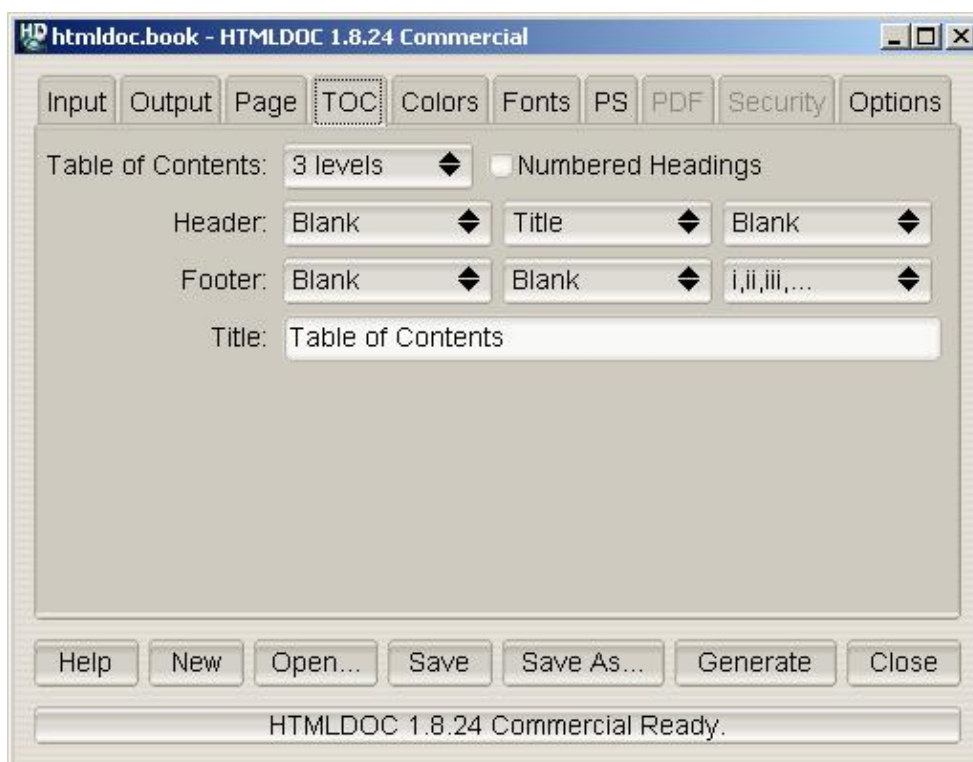 htmldoc.book - HTMLDOC 1.8.24 Commercial
Input Output Page TOC Colors Fonts PS PDF Security Options
Table of Contents: 3 levels Numbered Headings
Header: Blank Title Blank
Footer: Blank Blank i,ii,iii,...
Title: Table of Contents
Help New Open... Save Save As... Generate Close
HTMLDOC 1.8.24 Commercial Ready.